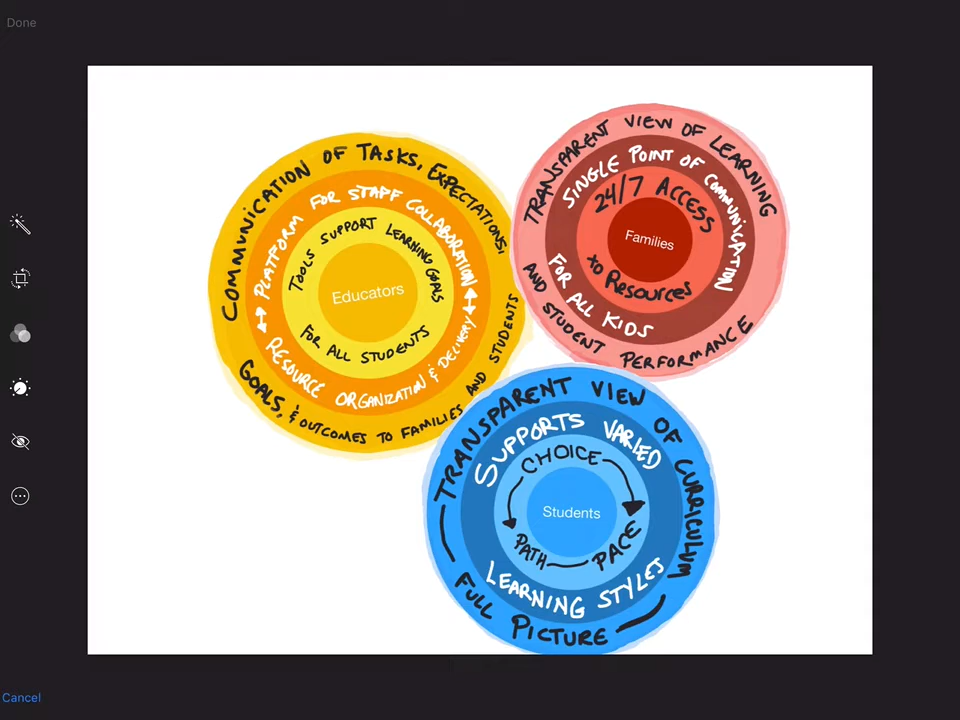 Done
COMMUNICATION OF TASKS, EXPECTATIONS,
GOALS, & OUTCOMES TO FAMILIES AND STUDENTS
PLATFORM FOR STAFF COLLABORATION
RESOURCE ORGANIZATION & DELIVERY
TOOLS SUPPORT LEARNING GOALS
FOR ALL STUDENTS
Educators
TRANSPARENT VIEW OF LEARNING
AND STUDENT PERFORMANCE
SINGLE POINT OF COMMUNICATION
FOR ALL KIDS
24/7 ACCESS
to Resources
Families
TRANSPARENT VIEW OF CURRICULUM
FULL PICTURE
SUPPORTS VARIED
LEARNING STYLES
CHOICE
PACE
PATH
Students
Cancel